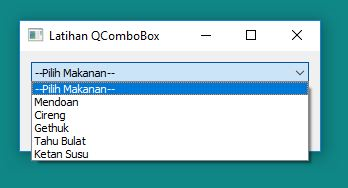 Latihan QComboBox
--Pilih Makanan--
--Pilih Makanan--
Mendoan
Cireng
Gethuk
Tahu Bulat
Ketan Susu